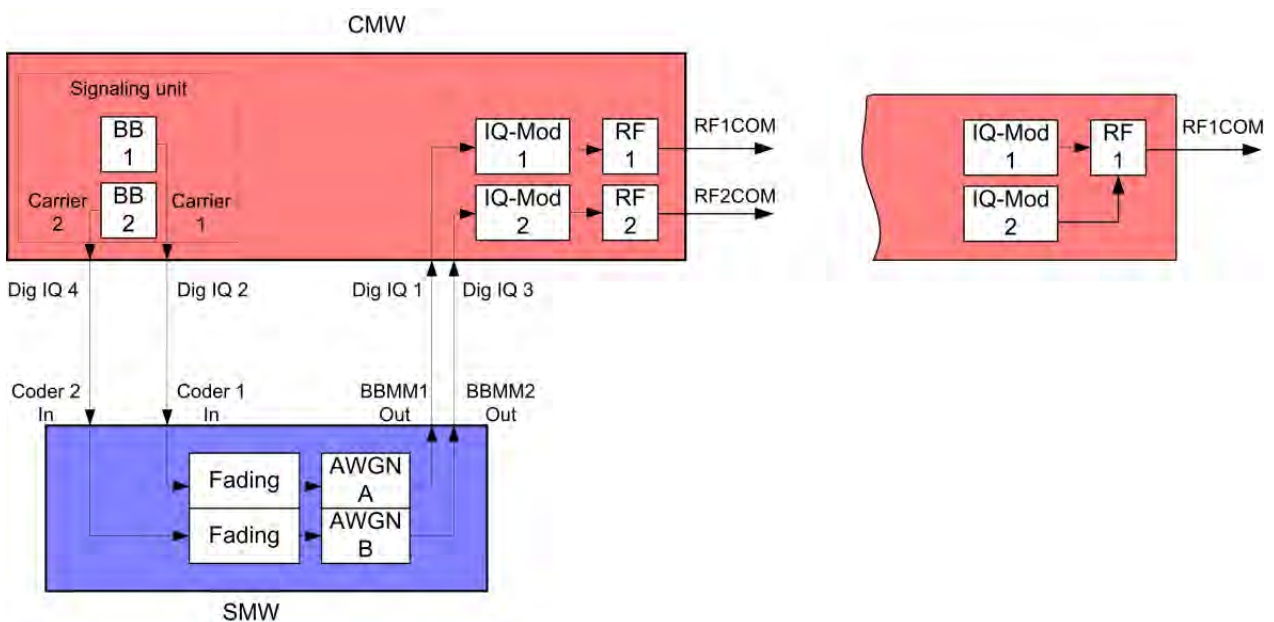 CMW
Signaling unit
BB
1
BB
2
Carrier
2
Carrier
1
IQ-Mod
1
RF
1
RF1COM
IQ-Mod
2
RF
2
RF2COM
IQ-Mod
1
RF
1
RF1COM
IQ-Mod
2
Dig IQ 4
Dig IQ 2
Dig IQ 1
Dig IQ 3
Coder 2
In
Coder 1
In
BBMM1
Out
BBMM2
Out
Fading
AWGN
A
Fading
AWGN
B
SMW